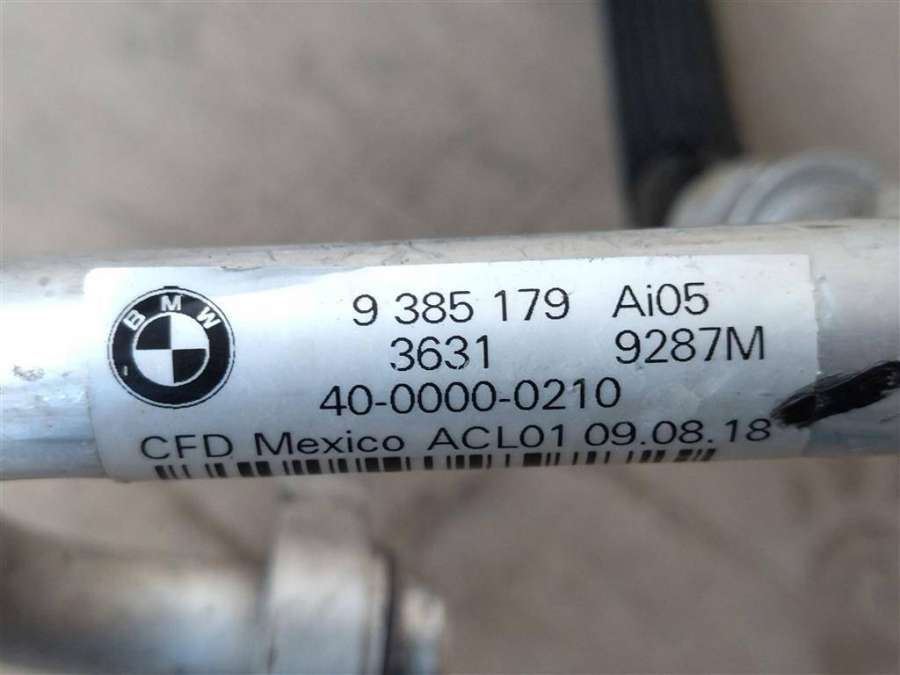 BMW
9 385 179 Ai05
3631 9287M
40-0000-0210
CFD Mexico ACL01 09.08.18